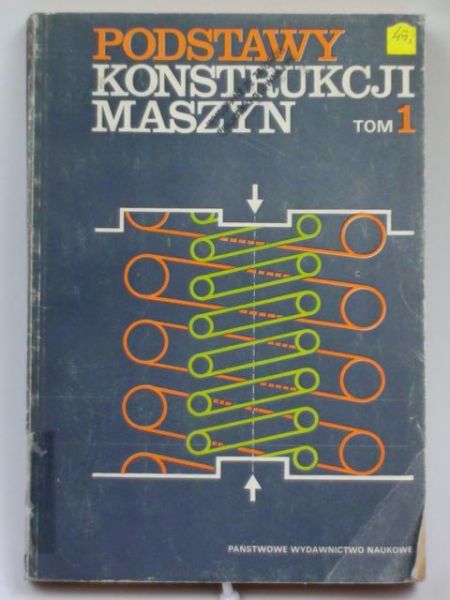 PODSTAWY
KONSTRUKCJI
MASZYN TOM 1
PAŃSTWOWE WYDAWNICTWO NAUKOWE